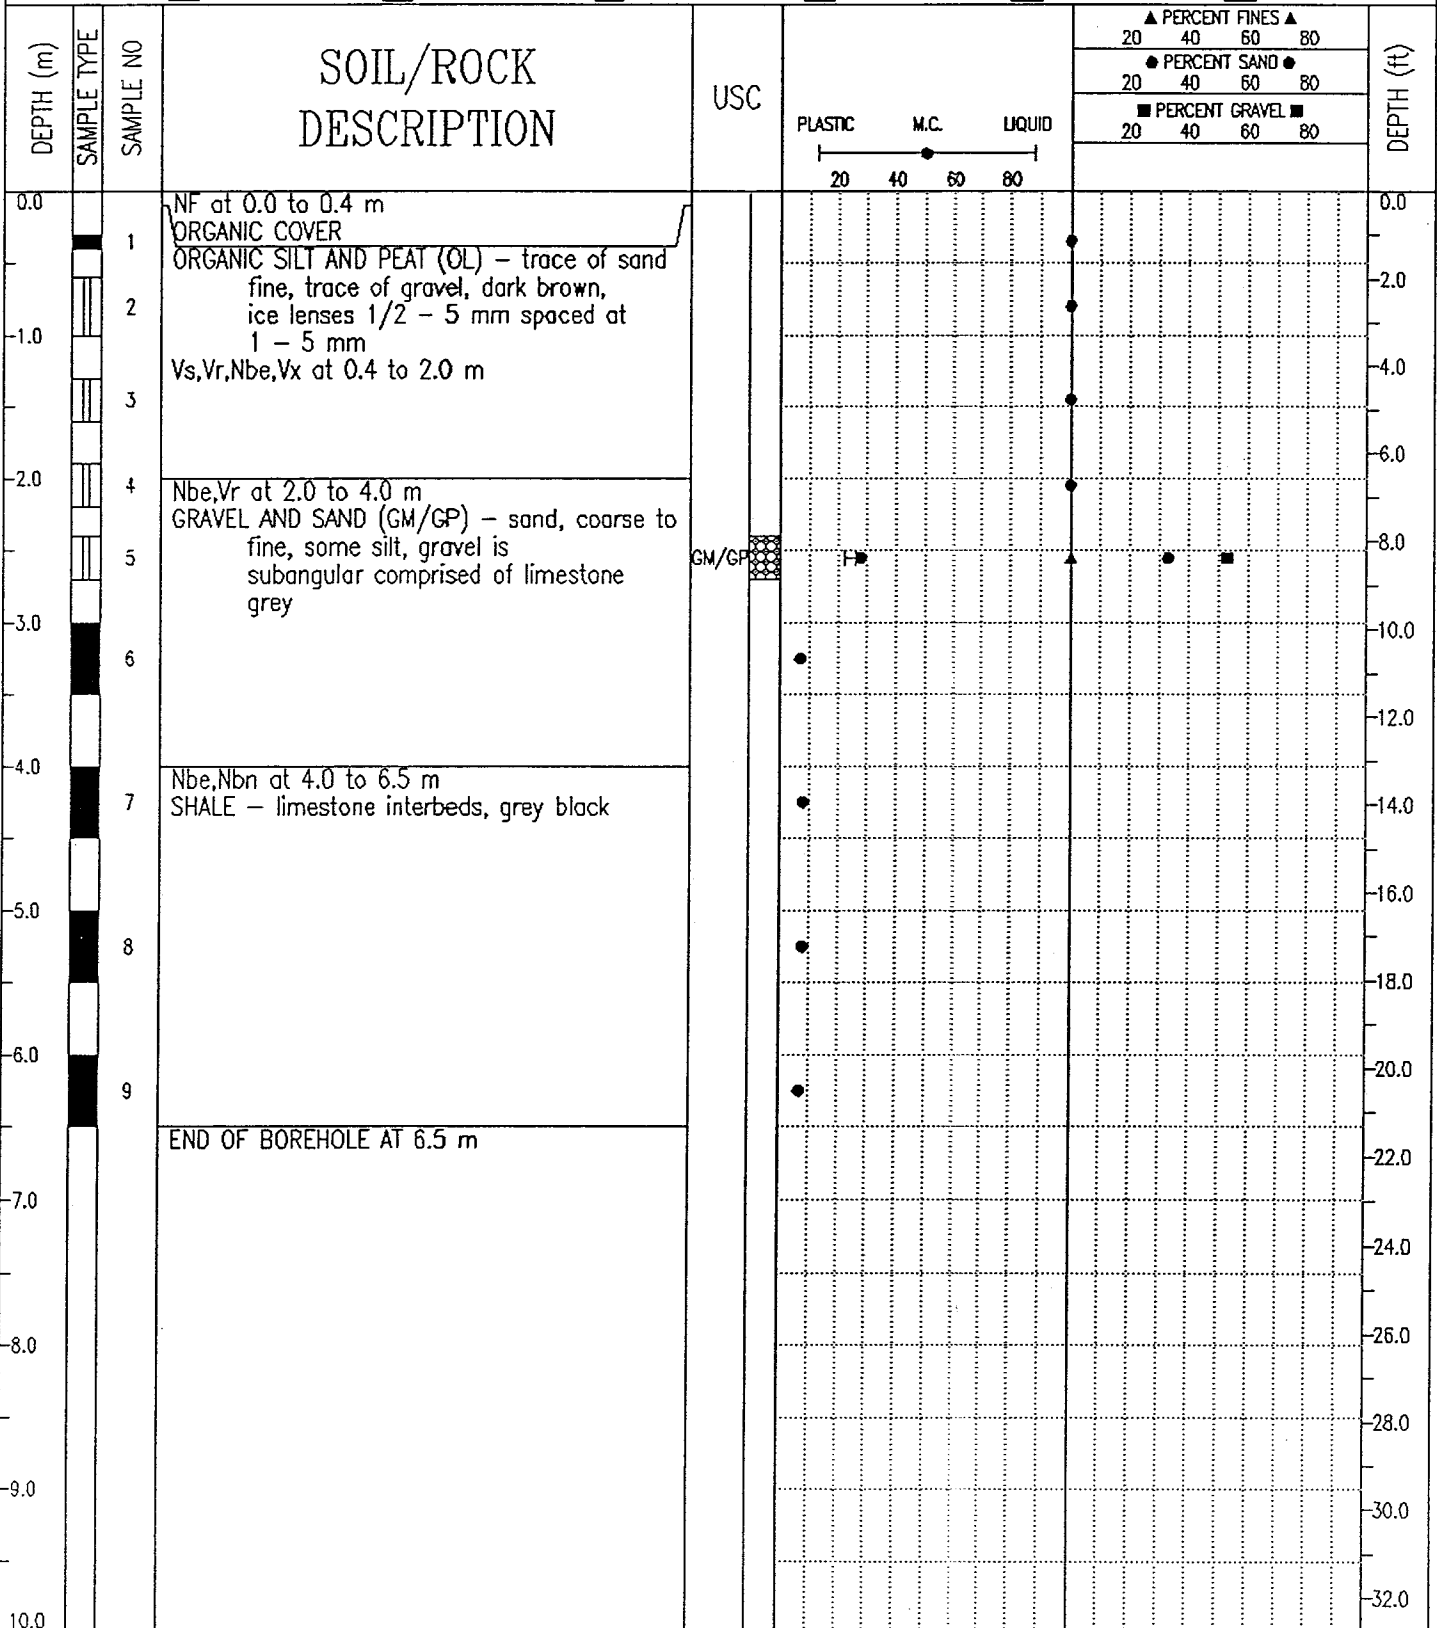 DEPTH (m)
SAMPLE TYPE
SAMPLE NO
SOIL/ROCK
DESCRIPTION
USC
PLASTIC M.C. LIQUID
20 40 60 80
▲ PERCENT FINES ▲
20 40 60 80
● PERCENT SAND ●
20 40 60 80
■ PERCENT GRAVEL ■
20 40 60 80
DEPTH (ft)
0.0
1
2
-1.0
3
-2.0
4
5
-3.0
6
-4.0
7
-5.0
8
-6.0
9
-7.0
-8.0
-9.0
10.0
NF at 0.0 to 0.4 m
ORGANIC COVER
ORGANIC SILT AND PEAT (OL) – trace of sand
fine, trace of gravel, dark brown,
ice lenses 1/2 – 5 mm spaced at
1 – 5 mm
Vs,Vr,Nbe,Vx at 0.4 to 2.0 m
Nbe,Vr at 2.0 to 4.0 m
GRAVEL AND SAND (GM/GP) – sand, coarse to
fine, some silt, gravel is
subangular comprised of limestone
grey
GM/GP
Nbe,Nbn at 4.0 to 6.5 m
SHALE – limestone interbeds, grey black
END OF BOREHOLE AT 6.5 m
0.0
-2.0
-4.0
-6.0
-8.0
-10.0
-12.0
-14.0
-16.0
-18.0
-20.0
-22.0
-24.0
-26.0
-28.0
-30.0
-32.0